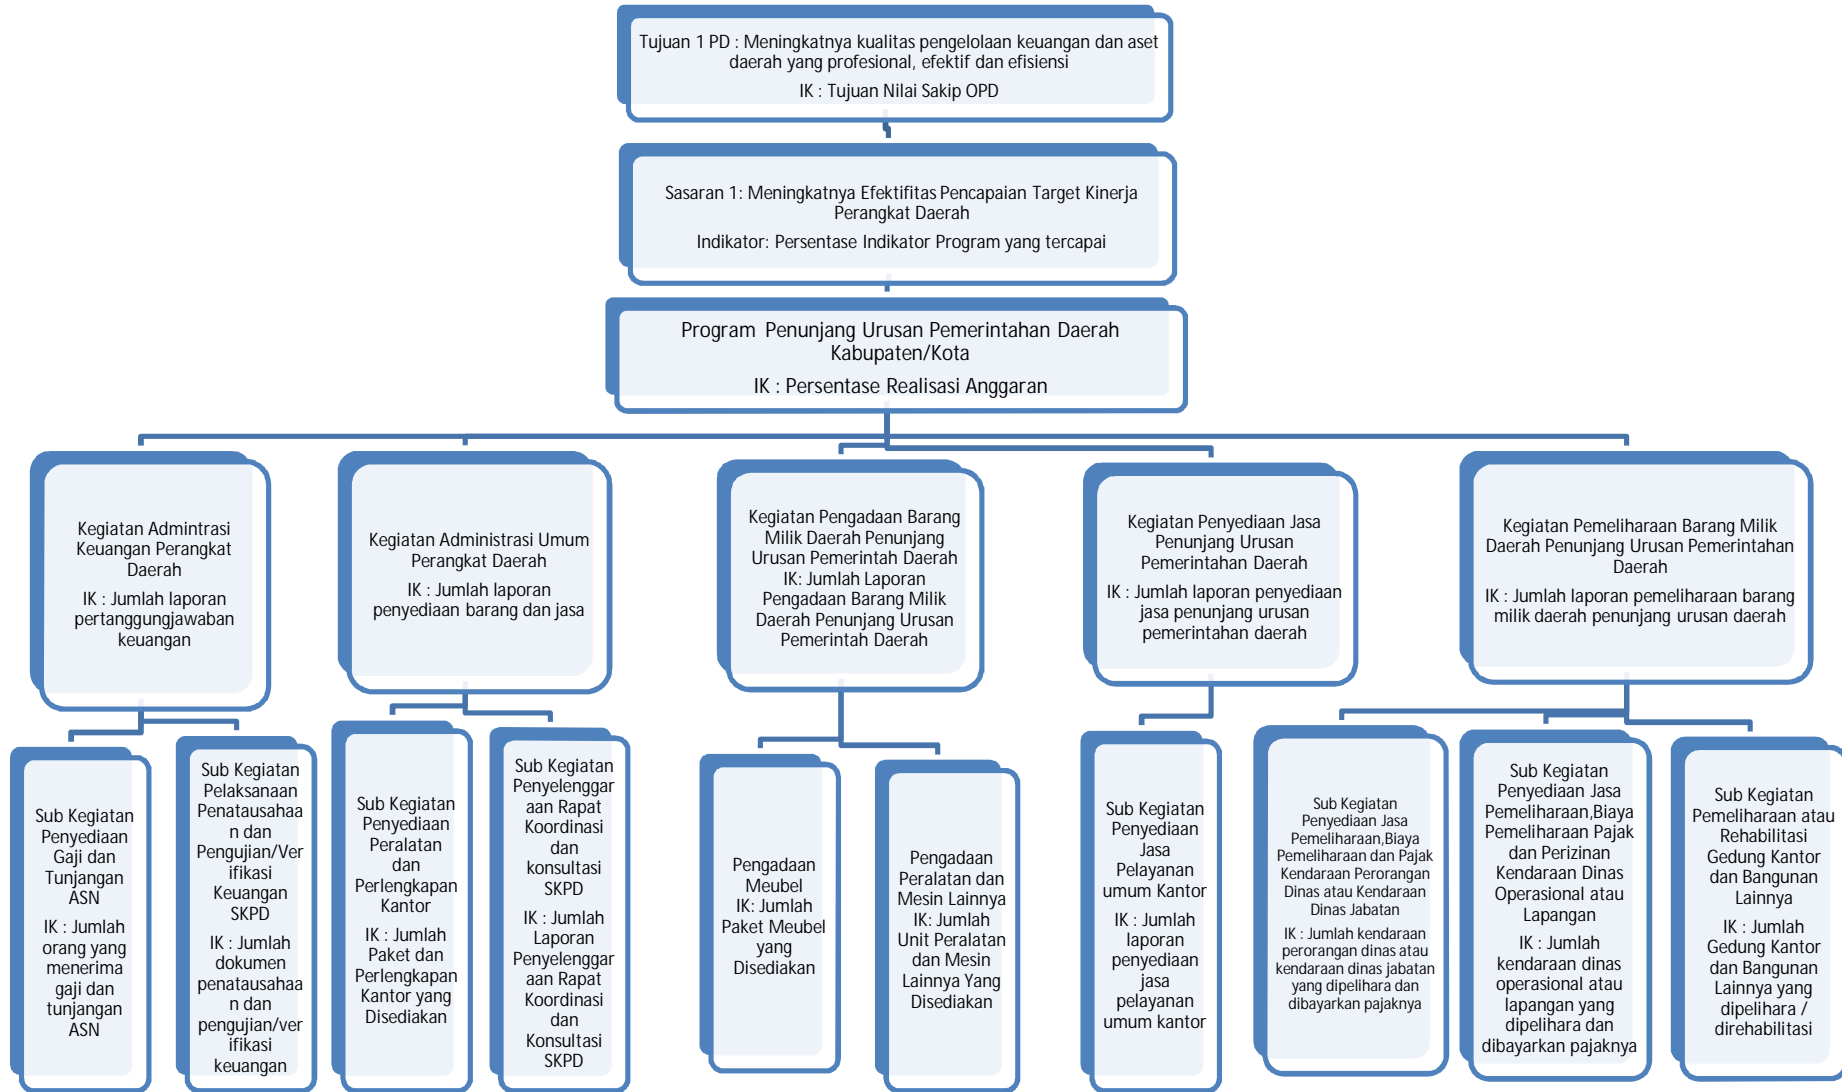 Tujuan 1 PD : Meningkatnya kualitas pengelolaan keuangan dan aset
daerah yang profesional, efektif dan efisiensi
IK : Tujuan Nilai Sakip OPD
Sasaran 1: Meningkatnya Efektifitas Pencapaian Target Kinerja
Perangkat Daerah
Indikator: Persentase Indikator Program yang tercapai
Program Penunjang Urusan Pemerintahan Daerah
Kabupaten/Kota
IK : Persentase Realisasi Anggaran
Kegiatan Admintrasi
Keuangan Perangkat
Daerah
IK : Jumlah laporan
pertanggungjawaban
keuangan
Kegiatan Administrasi Umum
Perangkat Daerah
IK : Jumlah laporan
penyediaan barang dan jasa
Kegiatan Pengadaan Barang
Milik Daerah Penunjang
Urusan Pemerintah Daerah
IK: Jumlah Laporan
Pengadaan Barang Milik
Daerah Penunjang Urusan
Pemerintah Daerah
Kegiatan Penyediaan Jasa
Penunjang Urusan
Pemerintahan Daerah
IK : Jumlah laporan penyediaan
jasa penunjang urusan
pemerintahan daerah
Kegiatan Pemeliharaan Barang Milik
Daerah Penunjang Urusan Pemerintahan
Daerah
IK : Jumlah laporan pemeliharaan barang
milik daerah penunjang urusan daerah
Sub Kegiatan
Penyediaan
Gaji dan
Tunjangan
ASN
IK : Jumlah
orang yang
menerima
gaji dan
tunjangan
ASN
Sub Kegiatan
Pelaksanaan
Penatausahaa
n dan
Pengujian/Ver
ifikasi
Keuangan
SKPD
IK : Jumlah
dokumen
penatausahaa
n dan
pengujian/ver
ifikasi
keuangan
Sub Kegiatan
Penyediaan
Peralatan
dan
Perlengkapan
Kantor
IK : Jumlah
Paket dan
Perlengkapan
Kantor yang
Disediakan
Sub Kegiatan
Penyelenggar
aan Rapat
Koordinasi
dan
konsultasi
SKPD
IK : Jumlah
Laporan
Penyelenggar
aan Rapat
Koordinasi
dan
Konsultasi
SKPD
Pengadaan
Meubel
IK: Jumlah
Paket Meubel
yang
Disediakan
Pengadaan
Peralatan dan
Mesin Lainnya
IK: Jumlah
Unit Peralatan
dan Mesin
Lainnya Yang
Disediakan
Sub Kegiatan
Penyediaan
Jasa
Pelayanan
umum Kantor
IK : Jumlah
laporan
penyediaan
jasa
pelayanan
umum kantor
Sub Kegiatan
Penyediaan Jasa
Pemeliharaan,Biaya
Pemeliharaan dan Pajak
Kendaraan Perorangan
Dinas atau Kendaraan
Dinas Jabatan
IK : Jumlah kendaraan
perorangan dinas atau
kendaraan dinas jabatan
yang dipelihara dan
dibayarkan pajaknya
Sub Kegiatan
Penyediaan Jasa
Pemeliharaan,Biaya
Pemeliharaan Pajak
dan Perizinan
Kendaraan Dinas
Operasional atau
Lapangan
IK : Jumlah
kendaraan dinas
operasional atau
lapangan yang
dipelihara dan
dibayarkan pajaknya
Sub Kegiatan
Pemeliharaan atau
Rehabilitasi
Gedung Kantor
dan Bangunan
Lainnya
IK : Jumlah
Gedung Kantor
dan Bangunan
Lainnya yang
dipelihara /
direhabilitasi